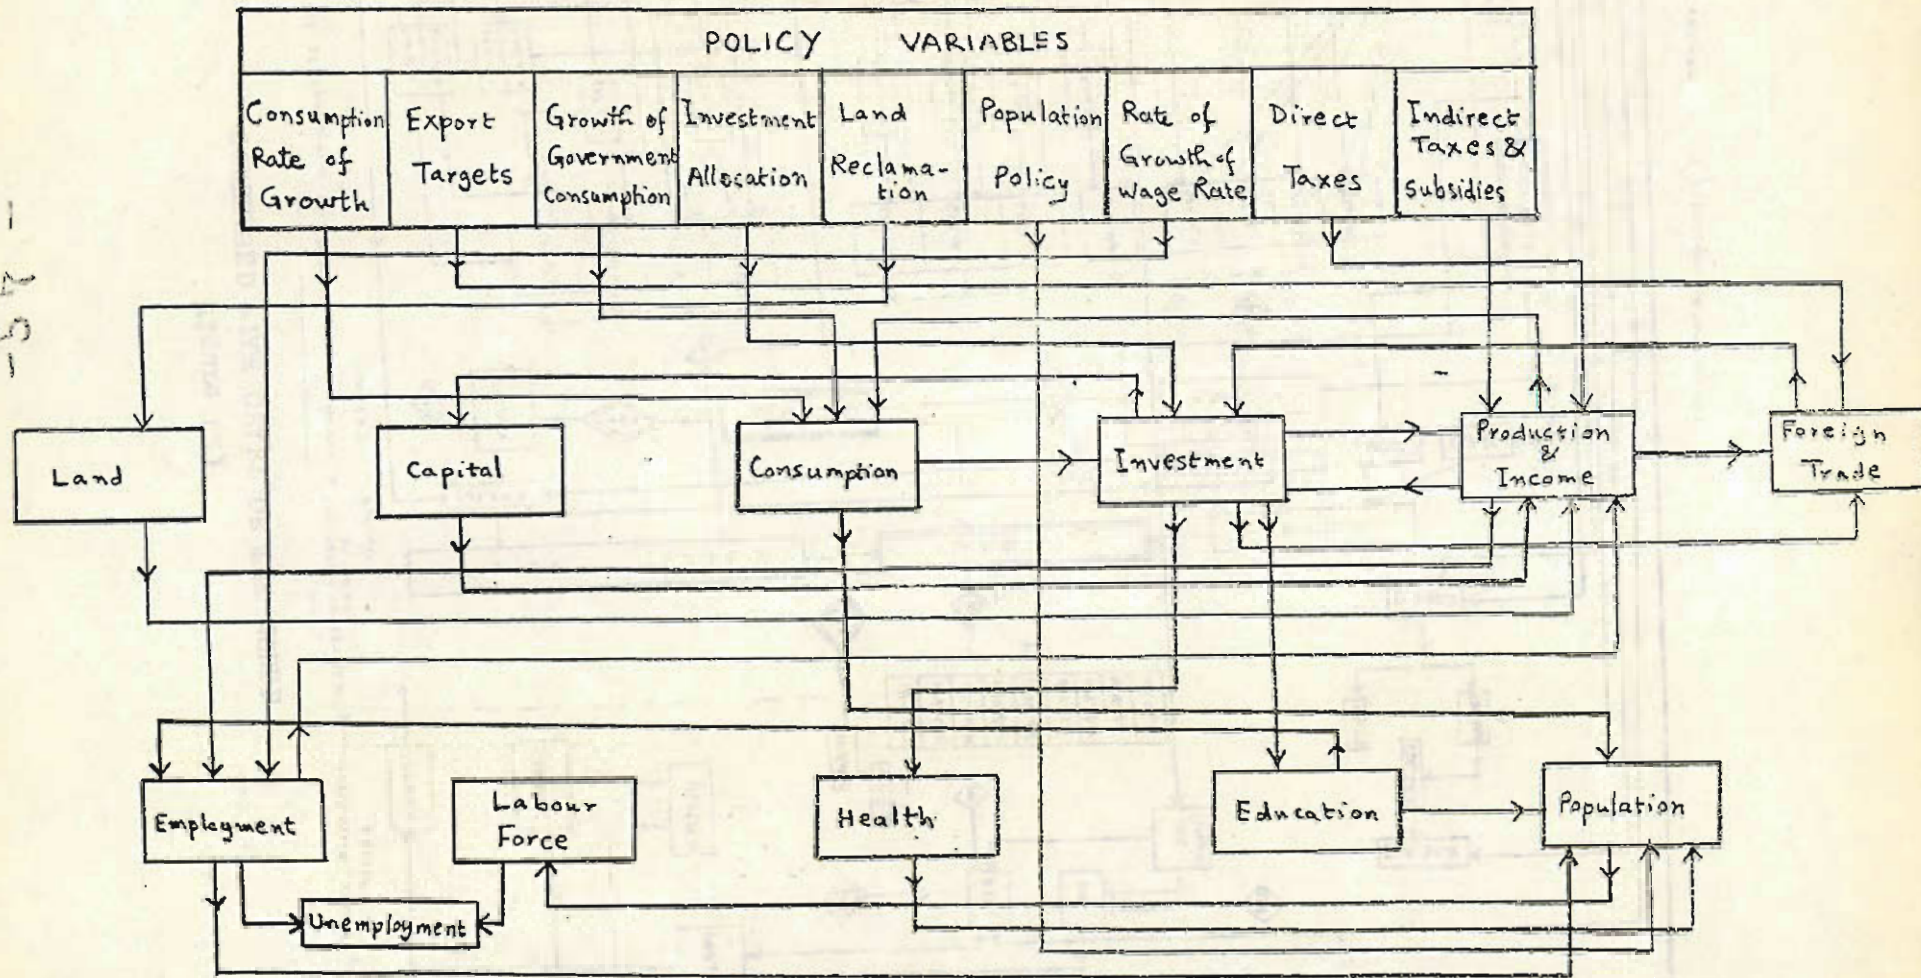 POLICY VARIABLES
Consumption
Rate of
Growth
Export
Targets
Growth of
Government
Consumption
Investment
Allocation
Land
Reclama-
tion
Population
Policy
Rate of
Growth of
Wage Rate
Direct
Taxes
Indirect
Taxes &
Subsidies
Land
Capital
Consumption
Investment
Production
&
Income
Foreign
Trade
Employment
Labour
Force
Health
Education
Population
Unemployment